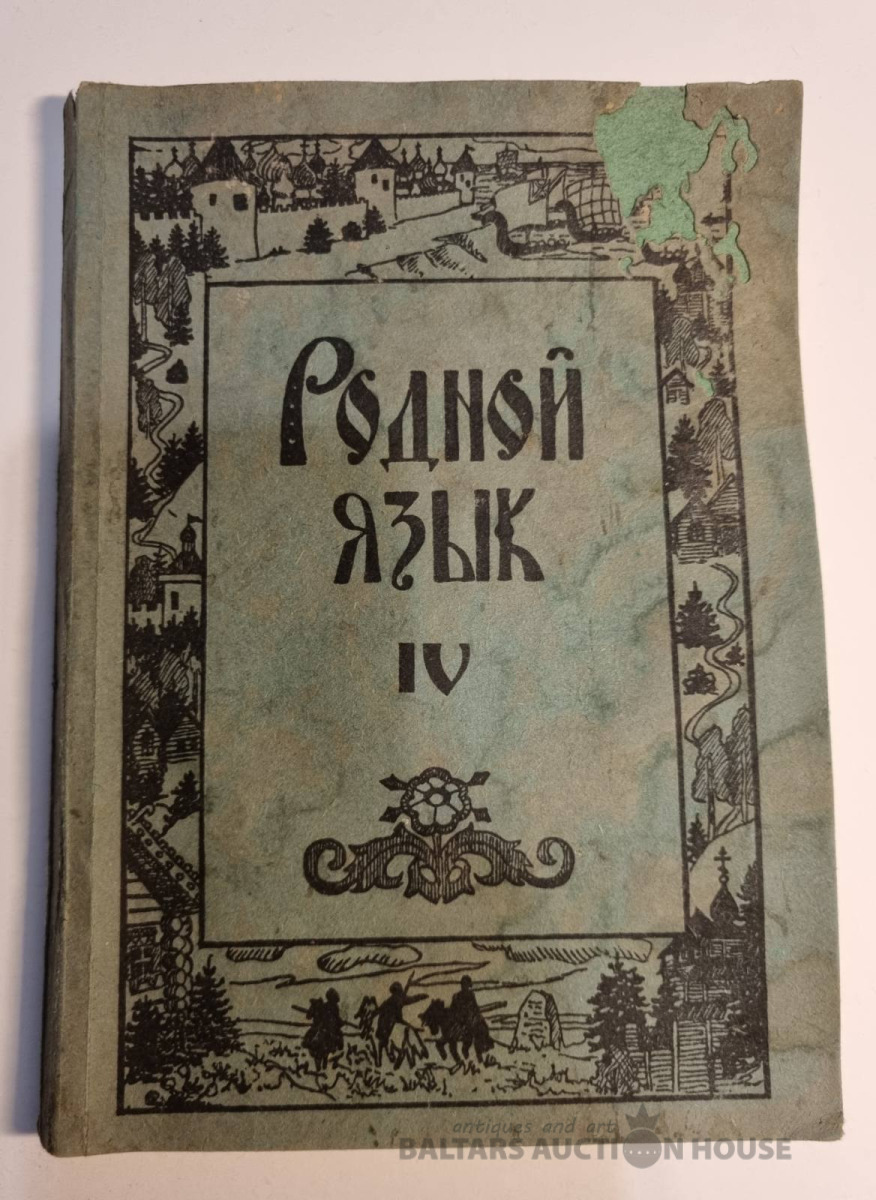 Родной
язык
IV
antiques and art
BALTARS AUCTION HOUSE